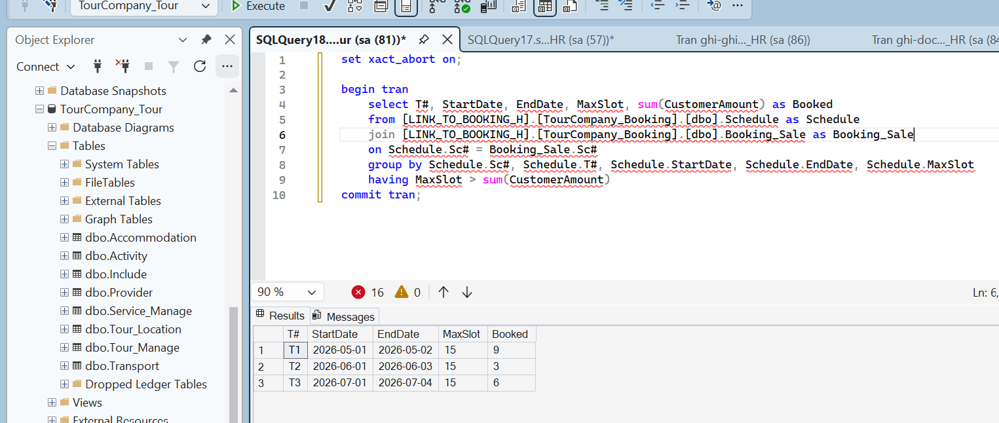 TourCompany_Tour
Execute
Object Explorer
Connect
Database Snapshots
TourCompany_Tour
Database Diagrams
Tables
System Tables
FileTables
External Tables
Graph Tables
dbo.Accommodation
dbo.Activity
dbo.Include
dbo.Provider
dbo.Service_Manage
dbo.Tour_Location
dbo.Tour_Manage
dbo.Transport
Dropped Ledger Tables
Views
External Resources
SQLQuery18....ur (sa (81))* SQLQuery17.s...HR (sa (57))* Tran ghi-ghi..._HR (sa (86)) Tran ghi-doc..._HR (sa (84
1 set xact_abort on;
2
3 begin tran
4 select T#, StartDate, EndDate, MaxSlot, sum(CustomerAmount) as Booked
5 from [LINK_TO_BOOKING_H].[TourCompany_Booking].[dbo].Schedule as Schedule
6 join [LINK_TO_BOOKING_H].[TourCompany_Booking].[dbo].Booking_Sale as Booking_Sale
7 on Schedule.Sc# = Booking_Sale.Sc#
8 group by Schedule.Sc#, Schedule.T#, Schedule.StartDate, Schedule.EndDate, Schedule.MaxSlot
9 having MaxSlot > sum(CustomerAmount)
10 commit tran;
90 % 16 0 Ln: 6,
Results Messages
T# StartDate EndDate MaxSlot Booked
1 T1 2026-05-01 2026-05-02 15 9
2 T2 2026-06-01 2026-06-03 15 3
3 T3 2026-07-01 2026-07-04 15 6